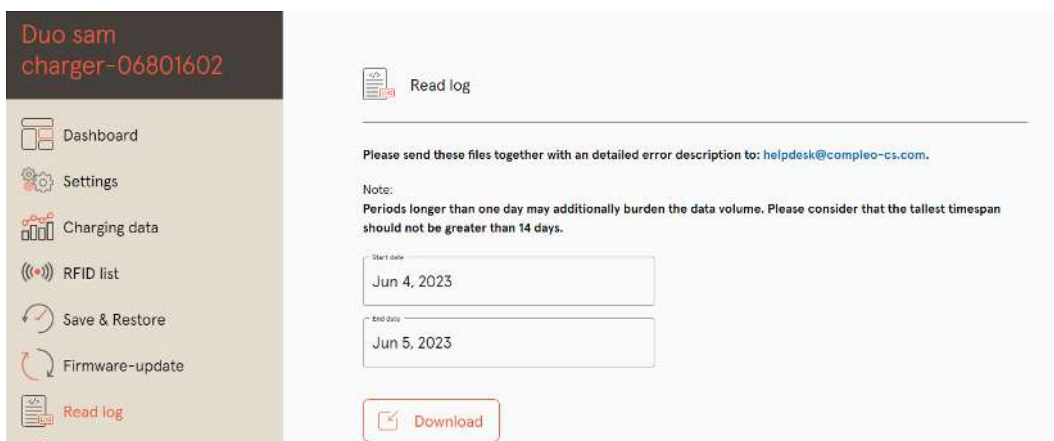 Duo sam
charger-06801602
Dashboard
Settings
Charging data
RFID list
Save & Restore
Firmware-update
Read log
Read log
Please send these files together with an detailed error description to: helpdesk@compleo-cs.com.
Note:
Periods longer than one day may additionally burden the data volume. Please consider that the tallest timespan
should not be greater than 14 days.
Start date
Jun 4, 2023
End date
Jun 5, 2023
Download